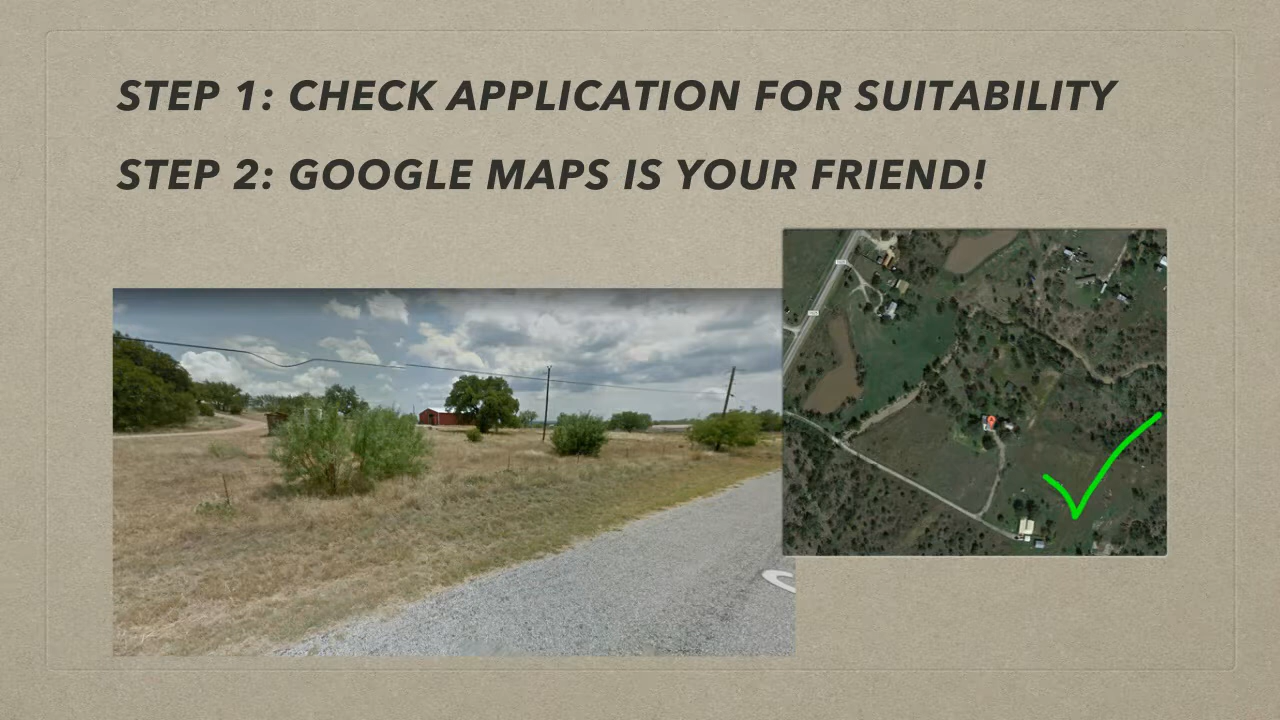 STEP 1: CHECK APPLICATION FOR SUITABILITY
STEP 2: GOOGLE MAPS IS YOUR FRIEND!